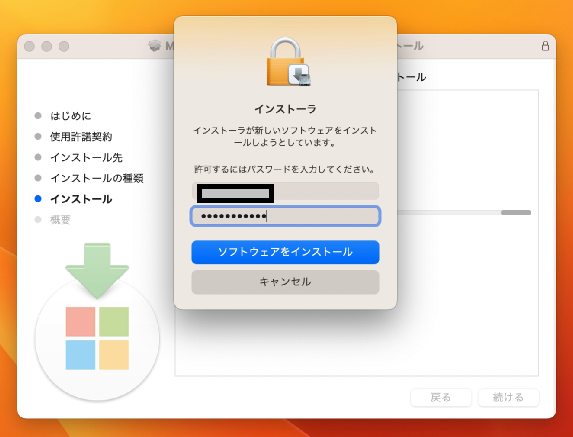 M
トール
トール
インストーラ
インストーラが新しいソフトウェアをインスト
ールしようとしています。
許可するにはパスワードを入力してください。
•••••••••••
ソフトウェアをインストール
キャンセル
はじめに
使用許諾契約
インストール先
インストールの種類
インストール
概要
戻る
続ける